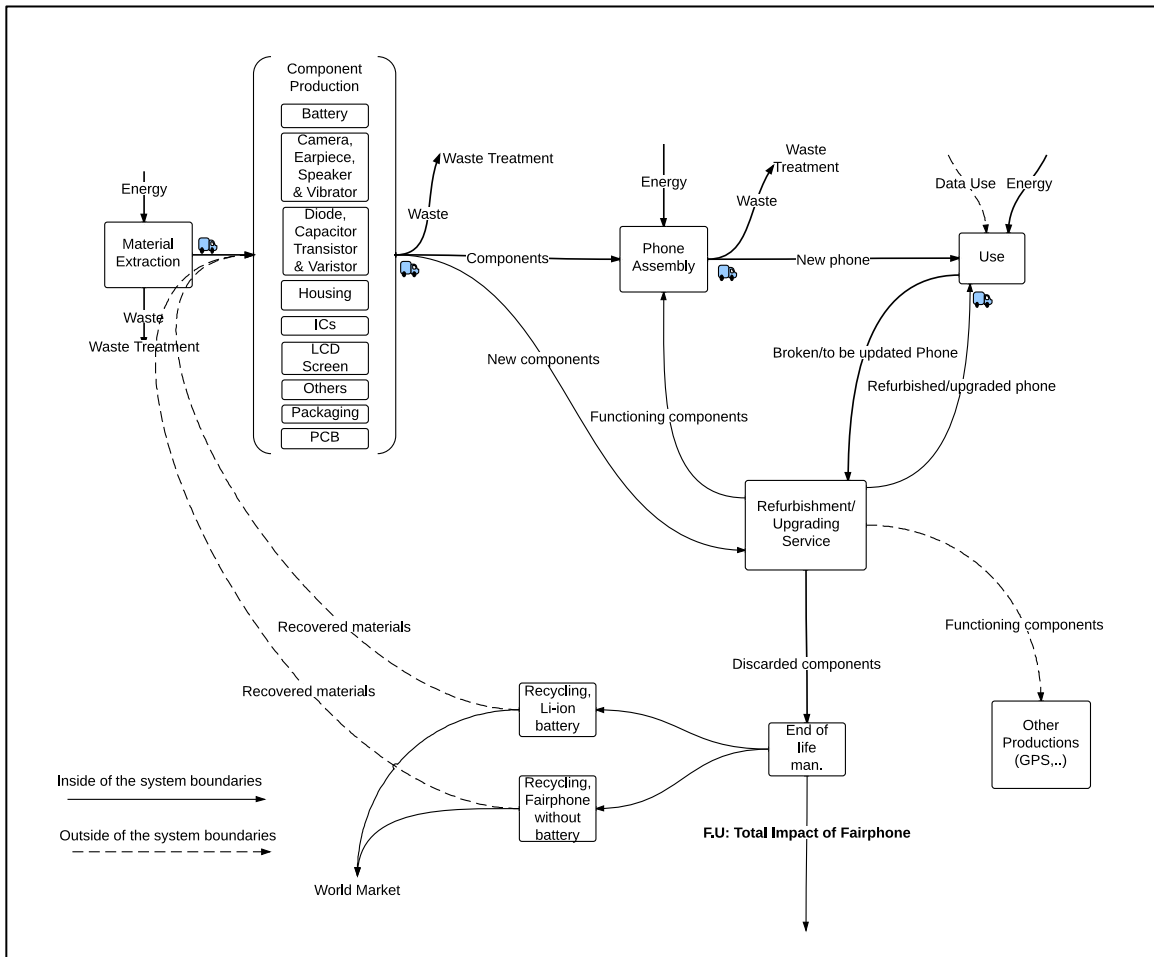 Component
Production
Battery
Camera,
Earpiece,
Speaker
& Vibrator
Diode,
Capacitor
Transistor
& Varistor
Housing
ICs
LCD
Screen
Others
Packaging
PCB
Energy
Material
Extraction
Waste
Waste Treatment
Waste Treatment
Waste
Components
New components
Energy
Phone
Assembly
Waste
Treatment
Waste
New phone
Data Use
Energy
Use
Broken/to be updated Phone
Refurbished/upgraded phone
Functioning components
Refurbishment/
Upgrading
Service
Functioning components
Other
Productions
(GPS,..)
Discarded components
End of
life
man.
Recovered materials
Recovered materials
Recycling,
Li-ion
battery
Recycling,
Fairphone
without
battery
World Market
F.U: Total Impact of Fairphone
Inside of the system boundaries
Outside of the system boundaries